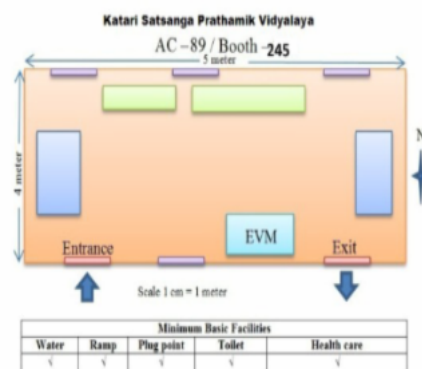 Katari Satsanga Prathamik Vidyalaya
AC – 89 / Booth -245
5 meter
4 meter
N
EVM
Entrance
Exit
Scale 1 cm = 1 meter
Minimum Basic Facilities
Water Ramp Plug point Toilet Health care
√ √ √ √ √